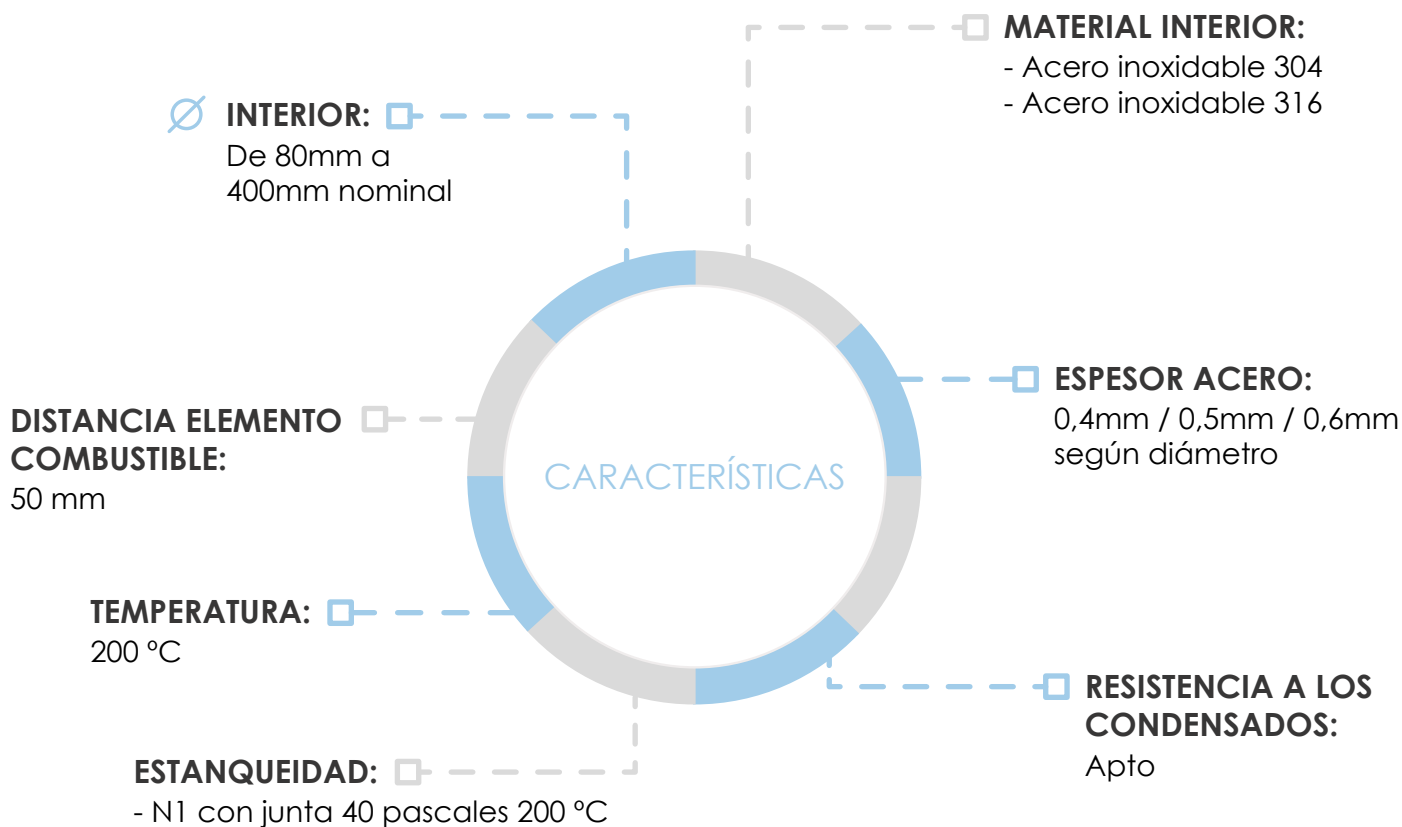 MATERIAL INTERIOR:
- Acero inoxidable 304
- Acero inoxidable 316
INTERIOR:
De 80mm a
400mm nominal
ESPESOR ACERO:
0,4mm / 0,5mm / 0,6mm
según diámetro
DISTANCIA ELEMENTO
COMBUSTIBLE:
50 mm
CARACTERÍSTICAS
TEMPERATURA:
200 ºC
RESISTENCIA A LOS
CONDENSADOS:
Apto
ESTANQUEIDAD:
- N1 con junta 40 pascales 200 ºC